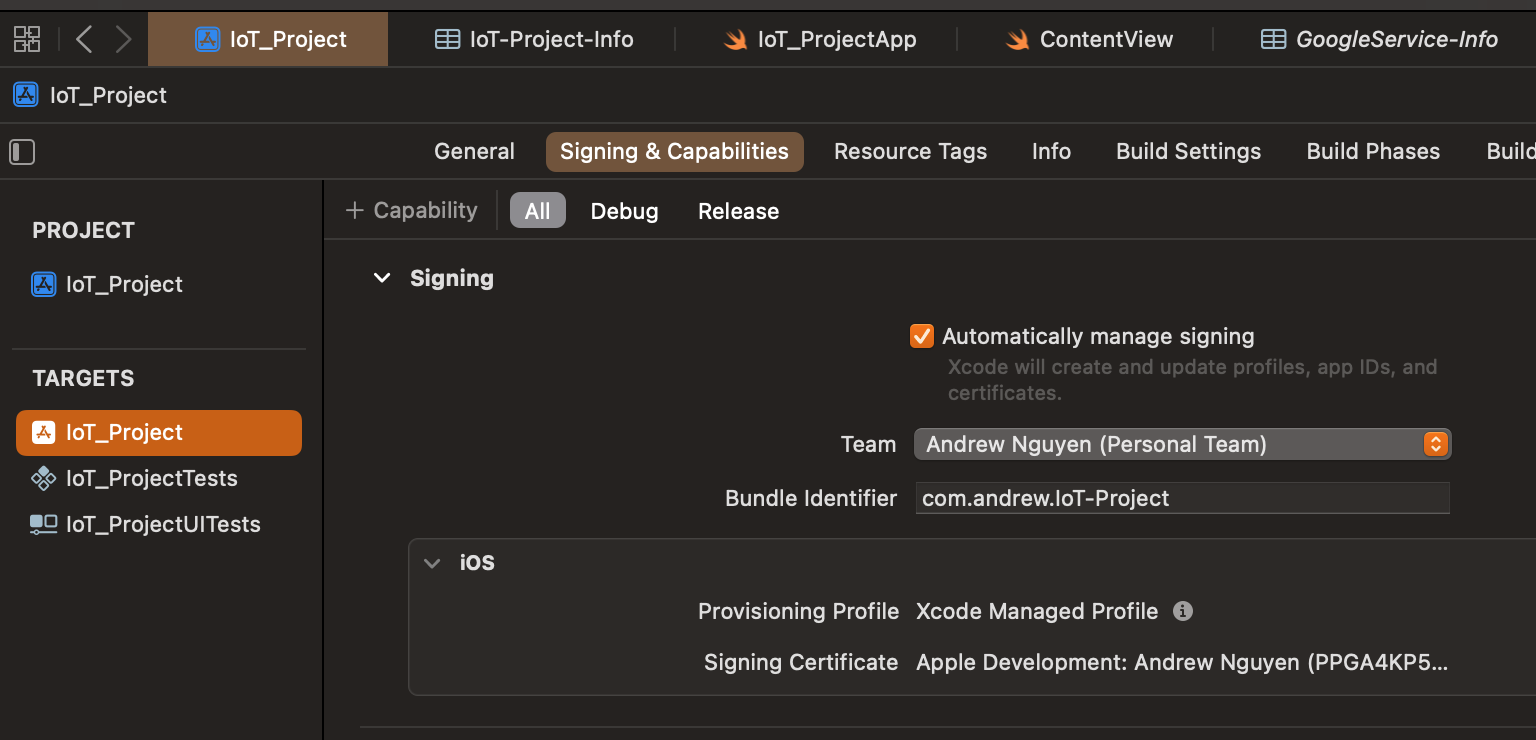 IoT_Project IoT-Project-Info IoT_ProjectApp ContentView GoogleService-Info
IoT_Project
General Signing & Capabilities Resource Tags Info Build Settings Build Phases Build
+ Capability All Debug Release
PROJECT
IoT_Project
TARGETS
IoT_Project
IoT_ProjectTests
IoT_ProjectUITests
Signing
Automatically manage signing
Xcode will create and update profiles, app IDs, and
certificates.
Team Andrew Nguyen (Personal Team)
Bundle Identifier com.andrew.IoT-Project
iOS
Provisioning Profile Xcode Managed Profile
Signing Certificate Apple Development: Andrew Nguyen (PPGA4KP5...